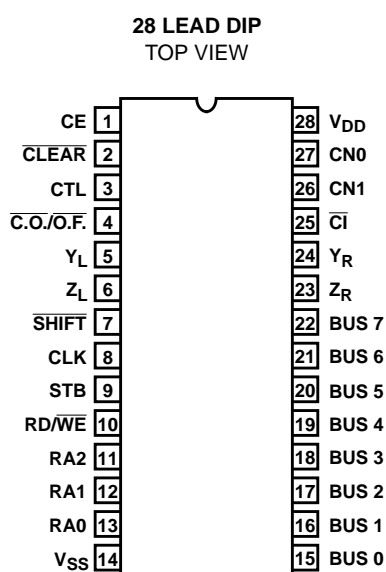 28 LEAD DIP
TOP VIEW
CE 1 28 VDD
CLEAR 2 27 CN0
CTL 3 26 CN1
C.O./O.F. 4 25 CI
YL 5 24 YR
ZL 6 23 ZR
SHIFT 7 22 BUS 7
CLK 8 21 BUS 6
STB 9 20 BUS 5
RD/WE 10 19 BUS 4
RA2 11 18 BUS 3
RA1 12 17 BUS 2
RA0 13 16 BUS 1
VSS 14 15 BUS 0